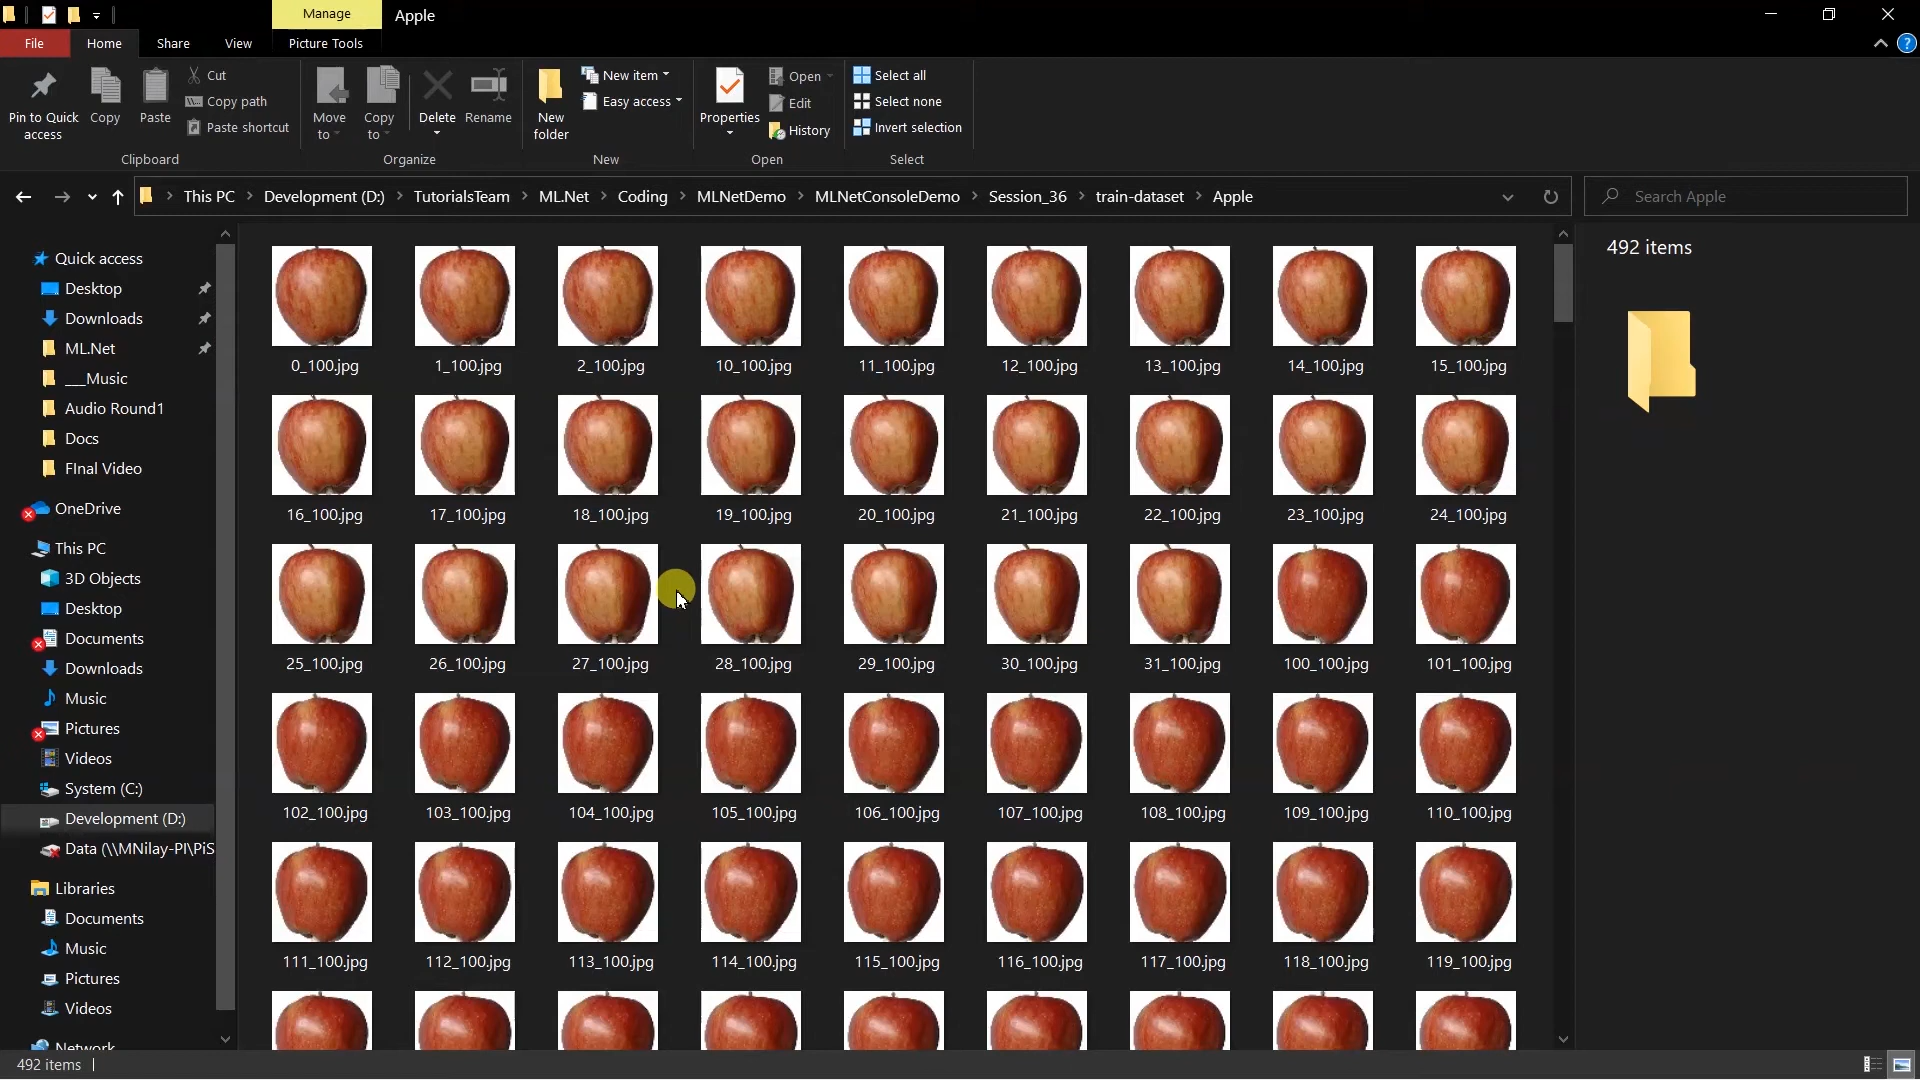 Manage
Apple
File
Home
Share
View
Picture Tools
Pin to Quick access
Copy
Paste
Cut
Copy path
Paste shortcut
Clipboard
Move to
Copy to
Delete
Rename
Organize
New folder
New item
Easy access
New
Properties
Open
Edit
History
Open
Select all
Select none
Invert selection
Select
This PC > Development (D:) > TutorialsTeam > ML.Net > Coding > MLNetDemo > MLNetConsoleDemo > Session_36 > train-dataset > Apple
Search Apple
Quick access
Desktop
Downloads
ML.Net
___Music
Audio Round1
Docs
FInal Video
OneDrive
This PC
3D Objects
Desktop
Documents
Downloads
Music
Pictures
Videos
System (C:)
Development (D:)
Data (\\MNilay-PI\PiS
Libraries
Documents
Music
Pictures
Videos
Network
0_100.jpg 1_100.jpg 2_100.jpg 10_100.jpg 11_100.jpg 12_100.jpg 13_100.jpg 14_100.jpg 15_100.jpg
16_100.jpg 17_100.jpg 18_100.jpg 19_100.jpg 20_100.jpg 21_100.jpg 22_100.jpg 23_100.jpg 24_100.jpg
25_100.jpg 26_100.jpg 27_100.jpg 28_100.jpg 29_100.jpg 30_100.jpg 31_100.jpg 100_100.jpg 101_100.jpg
102_100.jpg 103_100.jpg 104_100.jpg 105_100.jpg 106_100.jpg 107_100.jpg 108_100.jpg 109_100.jpg 110_100.jpg
111_100.jpg 112_100.jpg 113_100.jpg 114_100.jpg 115_100.jpg 116_100.jpg 117_100.jpg 118_100.jpg 119_100.jpg
492 items
492 items